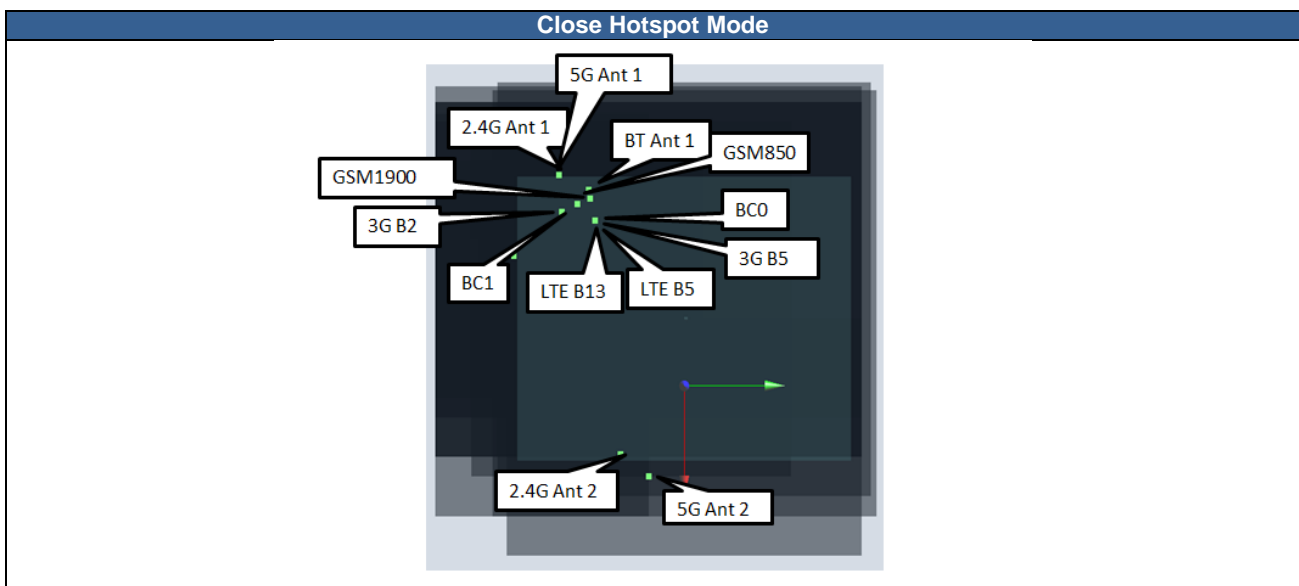 Close Hotspot Mode
5G Ant 1
2.4G Ant 1
BT Ant 1
GSM850
GSM1900
BC0
3G B2
3G B5
BC1
LTE B13
LTE B5
2.4G Ant 2
5G Ant 2